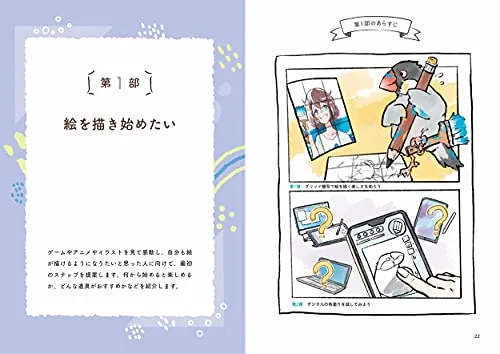 第1部
絵を描き始めたい
ゲームやアニメやイラストを見て感動し、自分も絵
が描けるようになりたいと思った人に向けて、最初
のステップを提案します。何から始めると楽しめる
か、どんな道具がおすすめかなどを紹介します。
第1部のあらすじ
第1章 グリッド模写で絵を描く楽しさを知ろう
?
?
?
第2章 デジタルの色塗りを試してみよう
22